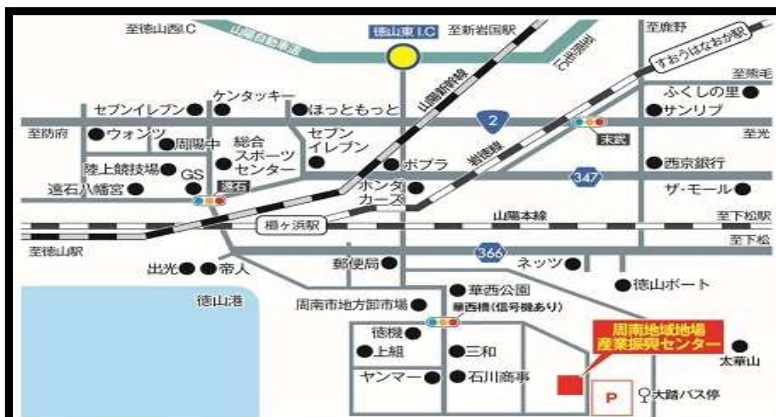 至徳山西I.C
山陽自動車道
徳山東I.C
至新岩国駅
至鹿野
すおうはなおか駅
至熊毛
ケンタッキー
セブンイレブン
ほっともっと
山陽新幹線
ふくしの里
サンリブ
至防府
ウォンツ
周陽中
総合
スポーツ
センター
セブン
イレブン
2
末武
至光
陸上競技場
GS
遠石
遠石八幡宮
ポプラ
岩徳線
ホンダ
カーズ
347
西京銀行
ザ・モール
櫛ヶ浜駅
山陽本線
至下松駅
至徳山駅
366
至下松
出光
帝人
郵便局
ネッツ
徳山港
周南市地方卸市場
華西公園
華西橋(信号機あり)
徳山ボート
徳機
上組
三和
ヤンマー
石川商事
周南地域地場
産業振興センター
太華山
P
大踏バス停